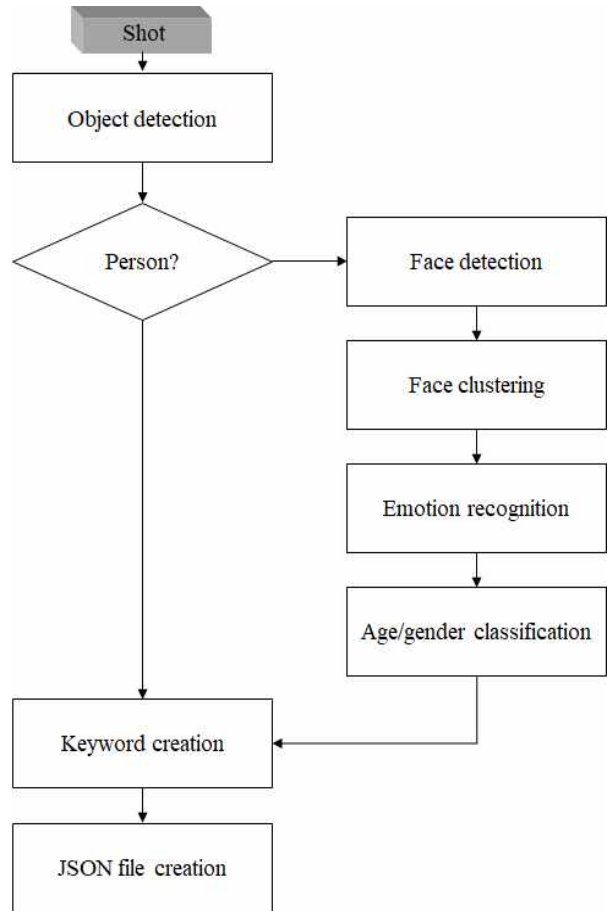 Shot
Object detection
Person?
Face detection
Face clustering
Emotion recognition
Age/gender classification
Keyword creation
JSON file creation